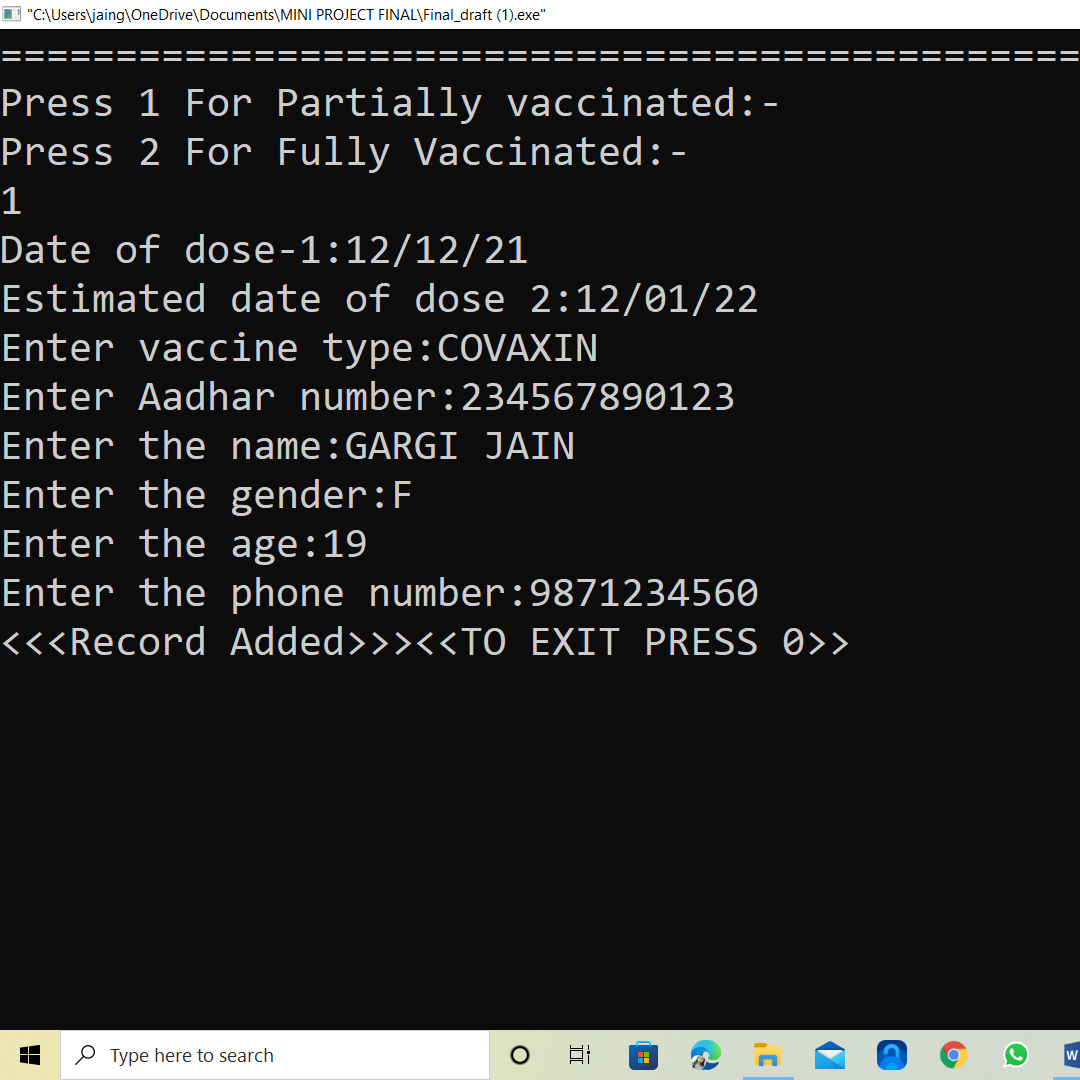 "C:\Users\jaing\OneDrive\Documents\MINI PROJECT FINAL\Final_draft (1).exe"
===============================================
Press 1 For Partially vaccinated:-
Press 2 For Fully Vaccinated:-
1
Date of dose-1:12/12/21
Estimated date of dose 2:12/01/22
Enter vaccine type:COVAXIN
Enter Aadhar number:234567890123
Enter the name:GARGI JAIN
Enter the gender:F
Enter the age:19
Enter the phone number:9871234560
<<<Record Added>>><<TO EXIT PRESS 0>>
Type here to search
W